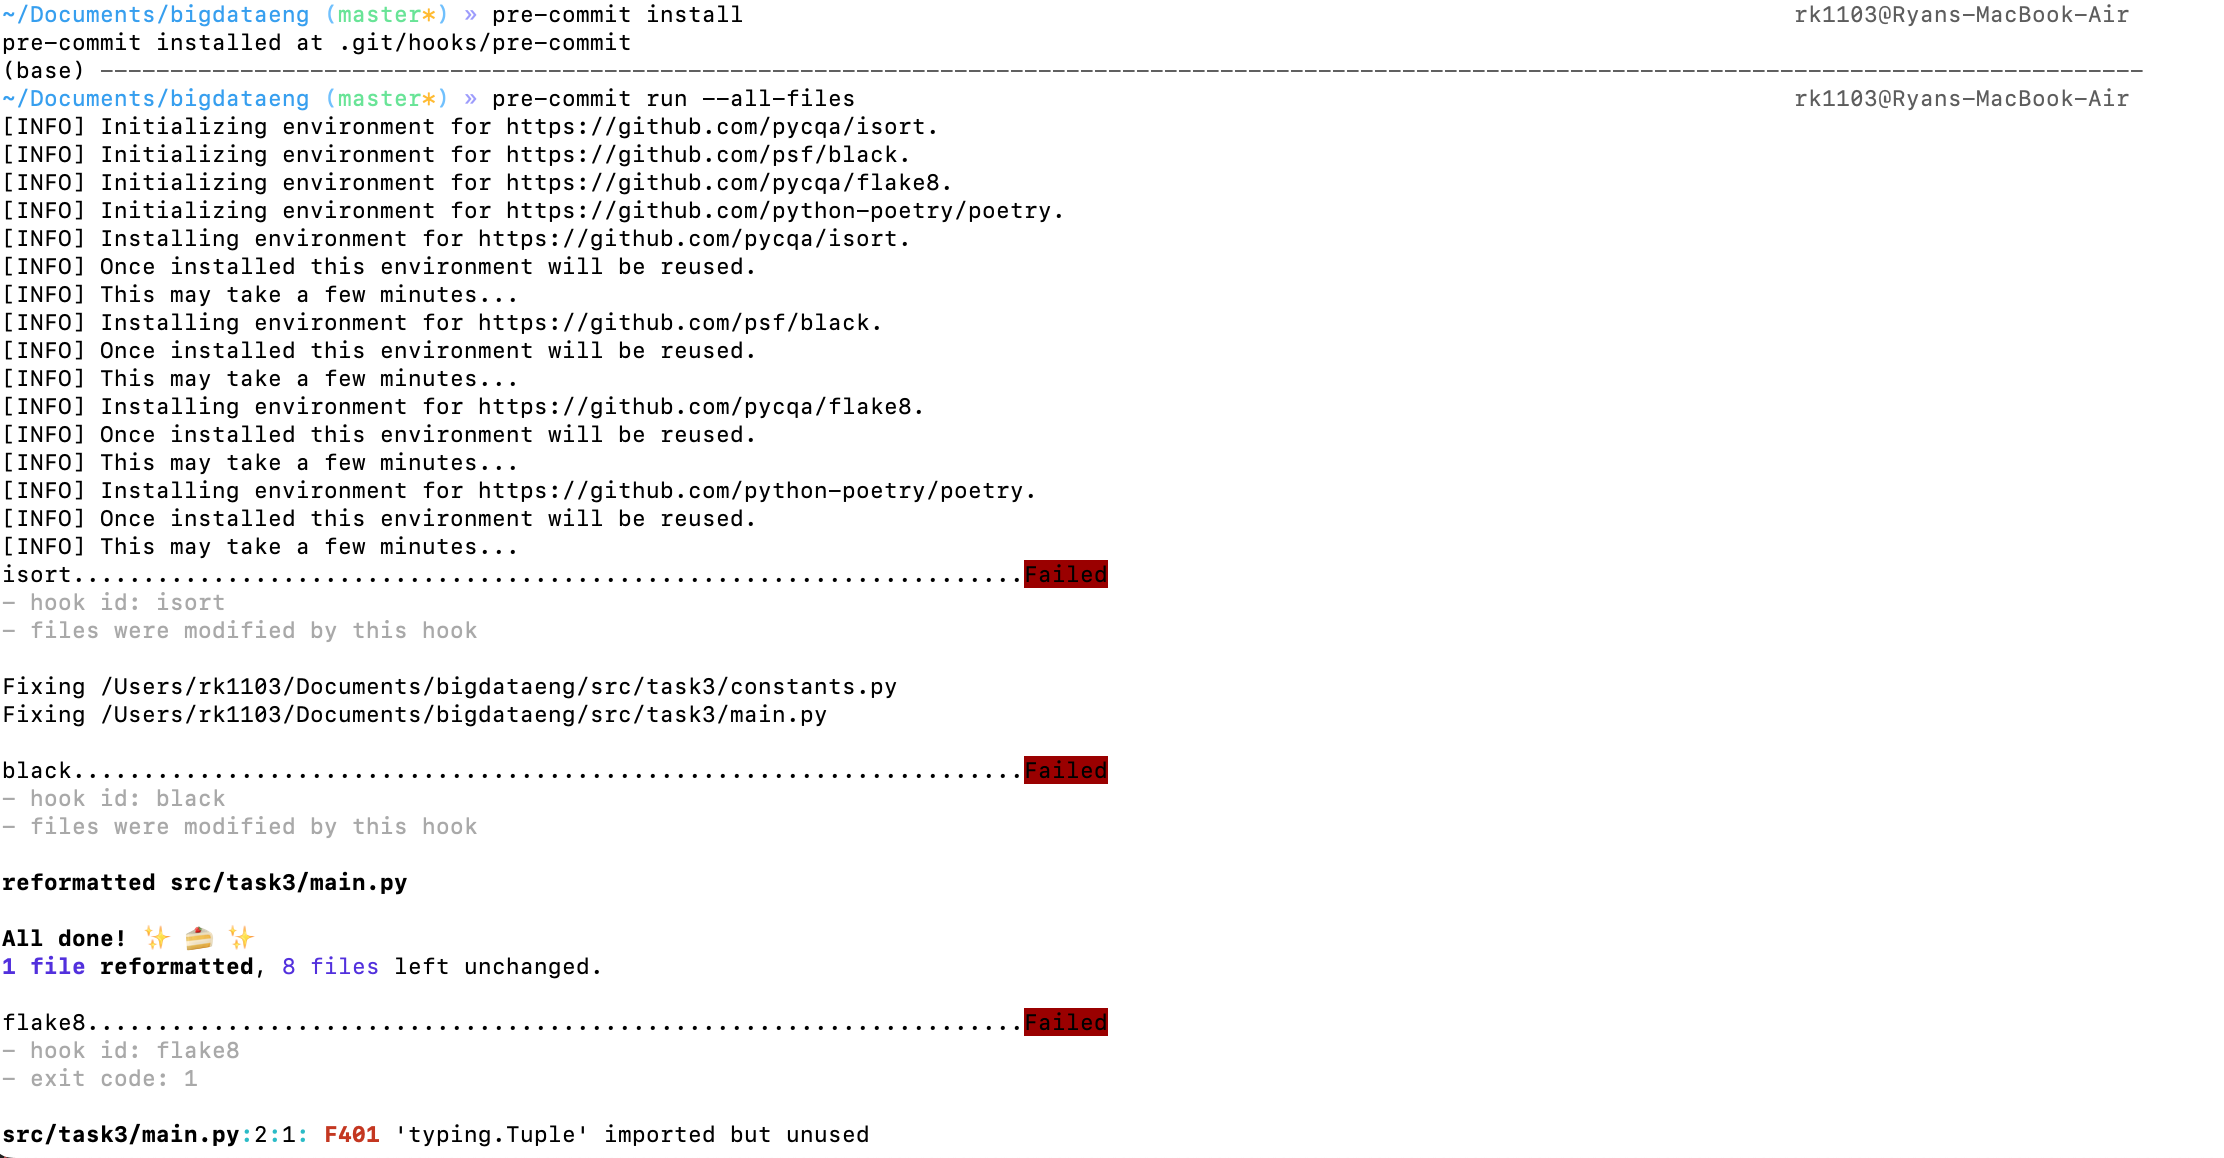 ~/Documents/bigdataeng (master*) » pre-commit install rk1103@Ryans-MacBook-Air
pre-commit installed at .git/hooks/pre-commit
(base) --------------------------------------------------------------------------------------------------------------------------------------------------
~/Documents/bigdataeng (master*) » pre-commit run --all-files rk1103@Ryans-MacBook-Air
[INFO] Initializing environment for https://github.com/pycqa/isort.
[INFO] Initializing environment for https://github.com/psf/black.
[INFO] Initializing environment for https://github.com/pycqa/flake8.
[INFO] Initializing environment for https://github.com/python-poetry/poetry.
[INFO] Installing environment for https://github.com/pycqa/isort.
[INFO] Once installed this environment will be reused.
[INFO] This may take a few minutes...
[INFO] Installing environment for https://github.com/psf/black.
[INFO] Once installed this environment will be reused.
[INFO] This may take a few minutes...
[INFO] Installing environment for https://github.com/pycqa/flake8.
[INFO] Once installed this environment will be reused.
[INFO] This may take a few minutes...
[INFO] Installing environment for https://github.com/python-poetry/poetry.
[INFO] Once installed this environment will be reused.
[INFO] This may take a few minutes...
isort....................................................................Failed
- hook id: isort
- files were modified by this hook
Fixing /Users/rk1103/Documents/bigdataeng/src/task3/constants.py
Fixing /Users/rk1103/Documents/bigdataeng/src/task3/main.py
black....................................................................Failed
- hook id: black
- files were modified by this hook
reformatted src/task3/main.py
All done! ✨ 🍰 ✨
1 file reformatted, 8 files left unchanged.
flake8...................................................................Failed
- hook id: flake8
- exit code: 1
src/task3/main.py:2:1: F401 'typing.Tuple' imported but unused